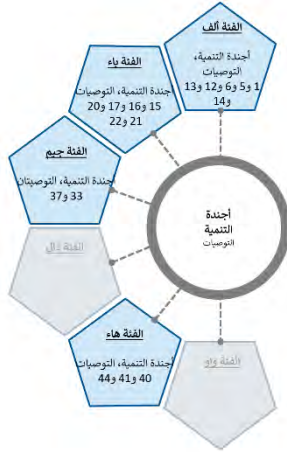 الفئة ألف
أجندة التنمية،
التوصيات
1 و5 و6 و12 و13
و14
الفئة باء
أجندة التنمية، التوصيات
15 و16 و17 و20
21 و22
الفئة جيم
أجندة التنمية، التوصيتان
33 و37
الفئة دال
الفئة هاء
أجندة التنمية، التوصيات
40 و41 و44
الفئة واو
أجندة
التنمية
التوصيات